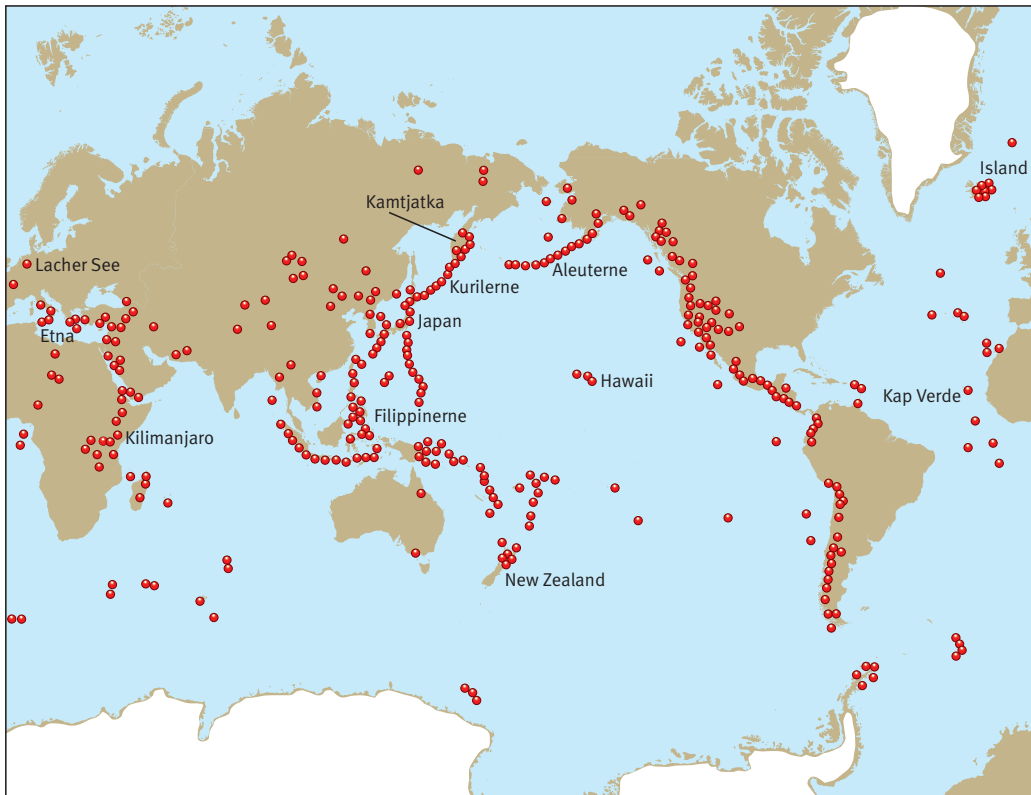 Island
Kamtjatka
Lacher See
Aleuterne
Kurilerne
Japan
Etna
Hawaii
Kap Verde
Filippinerne
Kilimanjaro
New Zealand